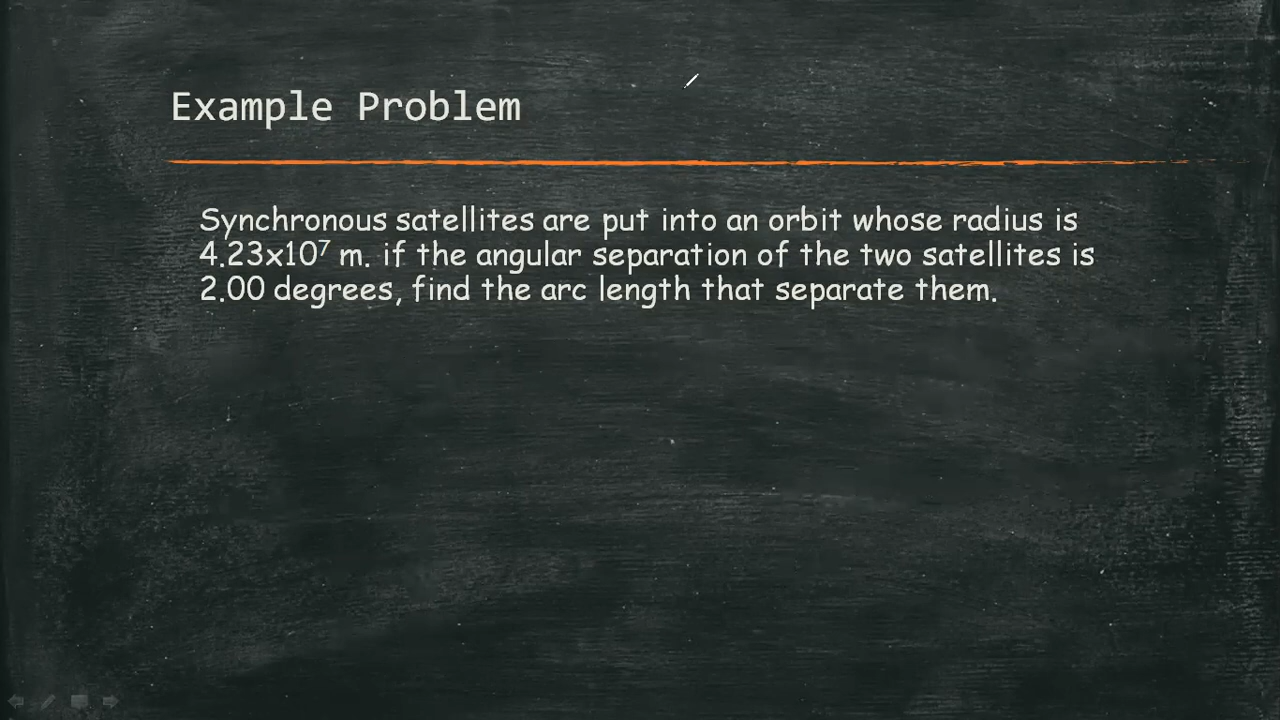 Example Problem
Synchronous satellites are put into an orbit whose radius is
4.23x10⁷ m. if the angular separation of the two satellites is
2.00 degrees, find the arc length that separate them.